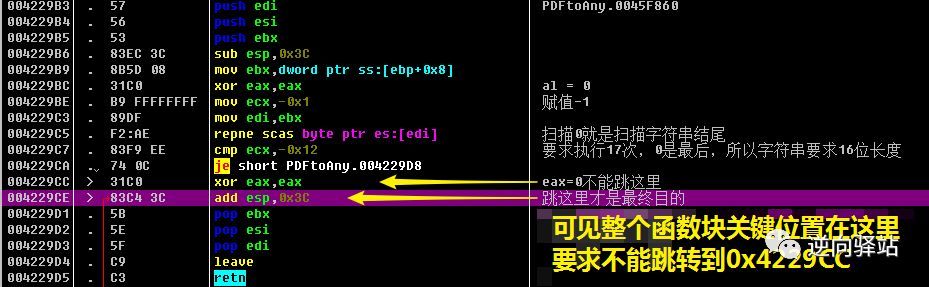 004229B3 . 57 push edi PDFtoAny.0045F860
004229B4 . 56 push esi
004229B5 . 53 push ebx
004229B6 . 83EC 3C sub esp,0x3C
004229B9 . 8B5D 08 mov ebx,dword ptr ss:[ebp+0x8]
004229BC . 31C0 xor eax,eax al = 0
004229BE . B9 FFFFFFFF mov ecx,-0x1 赋值-1
004229C3 . 89DF mov edi,ebx
004229C5 . F2:AE repne scas byte ptr es:[edi] 扫描0就是扫描字符串结尾
004229C7 . 83F9 EE cmp ecx,-0x12 要求执行17次，0是最后，所以字符串要求16位长度
004229CA . 74 0C je short PDFtoAny.004229D8
004229CC > 31C0 xor eax,eax eax=0不能跳这里
004229CE > 83C4 3C add esp,0x3C 跳这里才是最终目的
004229D1 . 5B pop ebx
004229D2 . 5E pop esi
004229D3 . 5F pop edi
004229D4 . C9 leave
004229D5 . C3 retn
可见整个函数块关键位置在这里
要求不能跳转到0x4229CC
逆向驿站